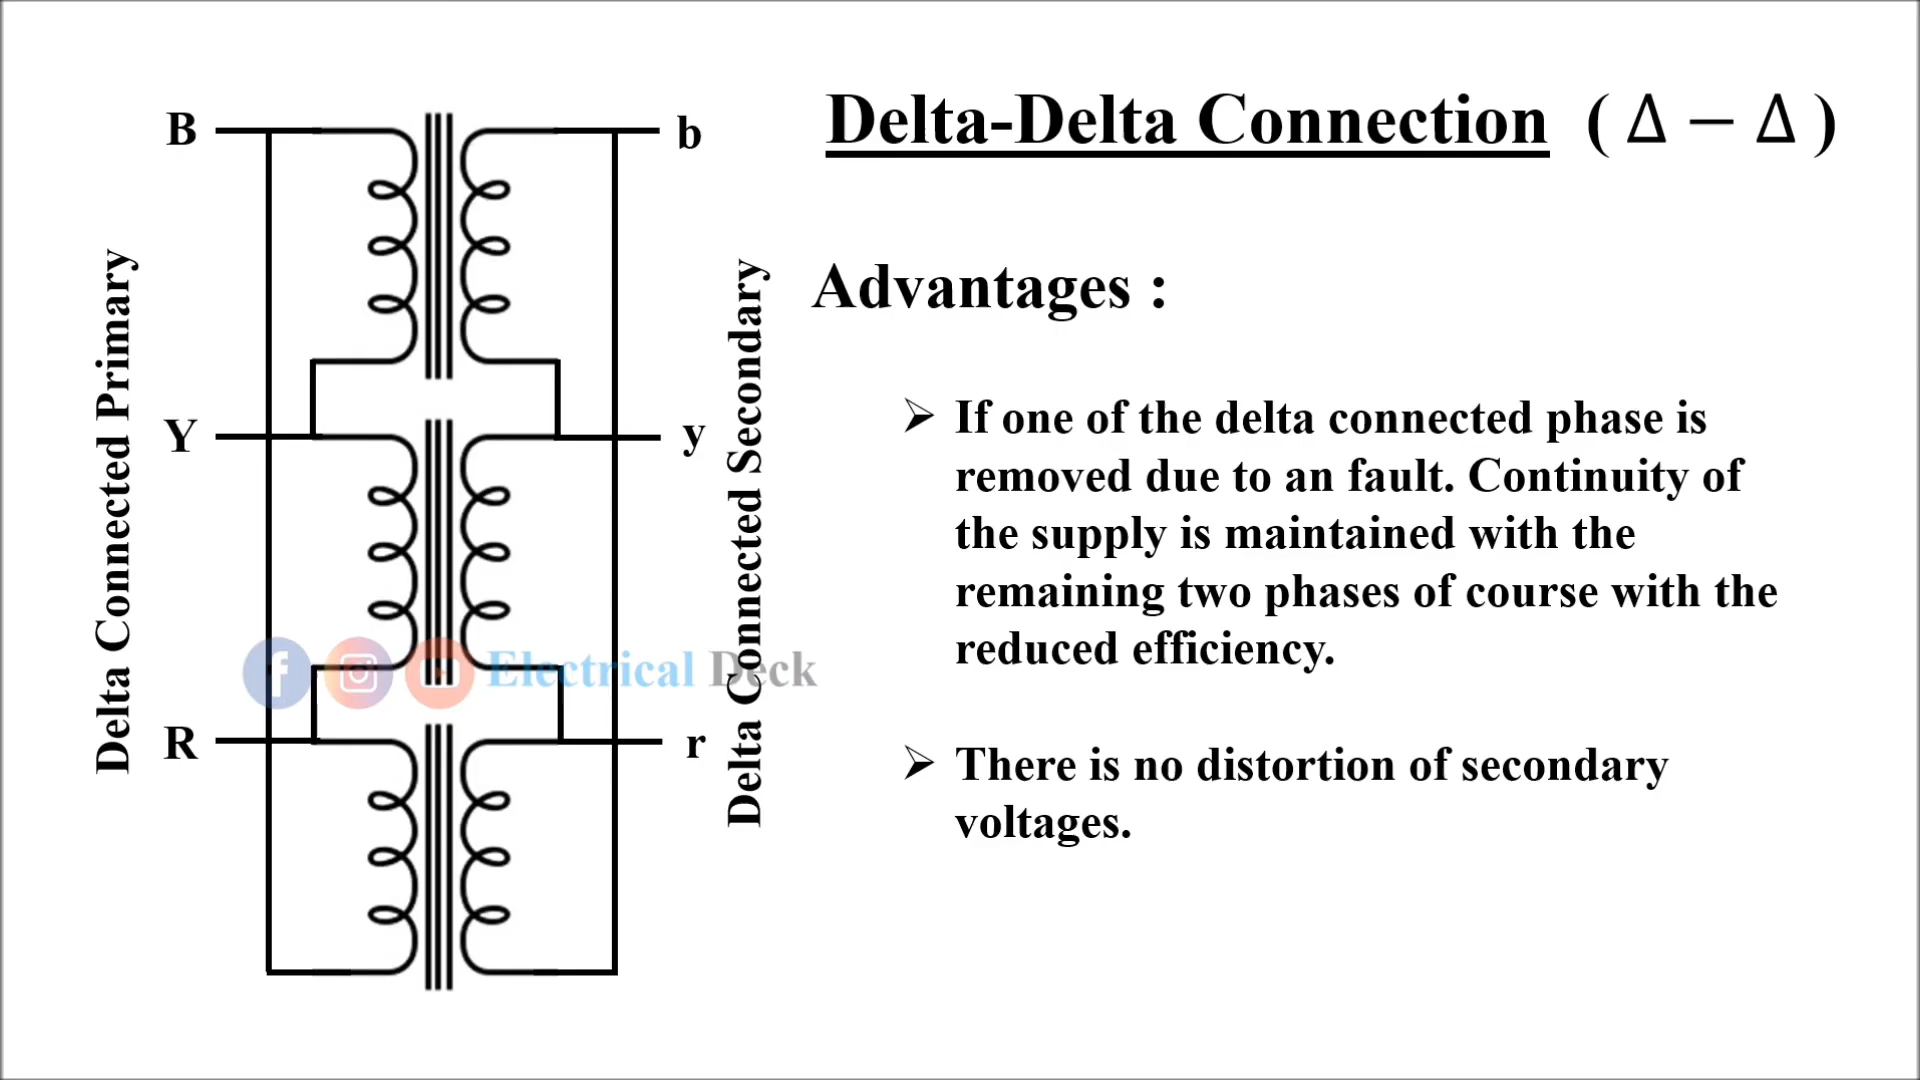 Delta-Delta Connection ( Δ – Δ )
B
b
Delta Connected Primary
Delta Connected Secondary
Advantages :
Y
y
➢ If one of the delta connected phase is
removed due to an fault. Continuity of
the supply is maintained with the
remaining two phases of course with the
reduced efficiency.
Electrical Deck
R
r
➢ There is no distortion of secondary
voltages.